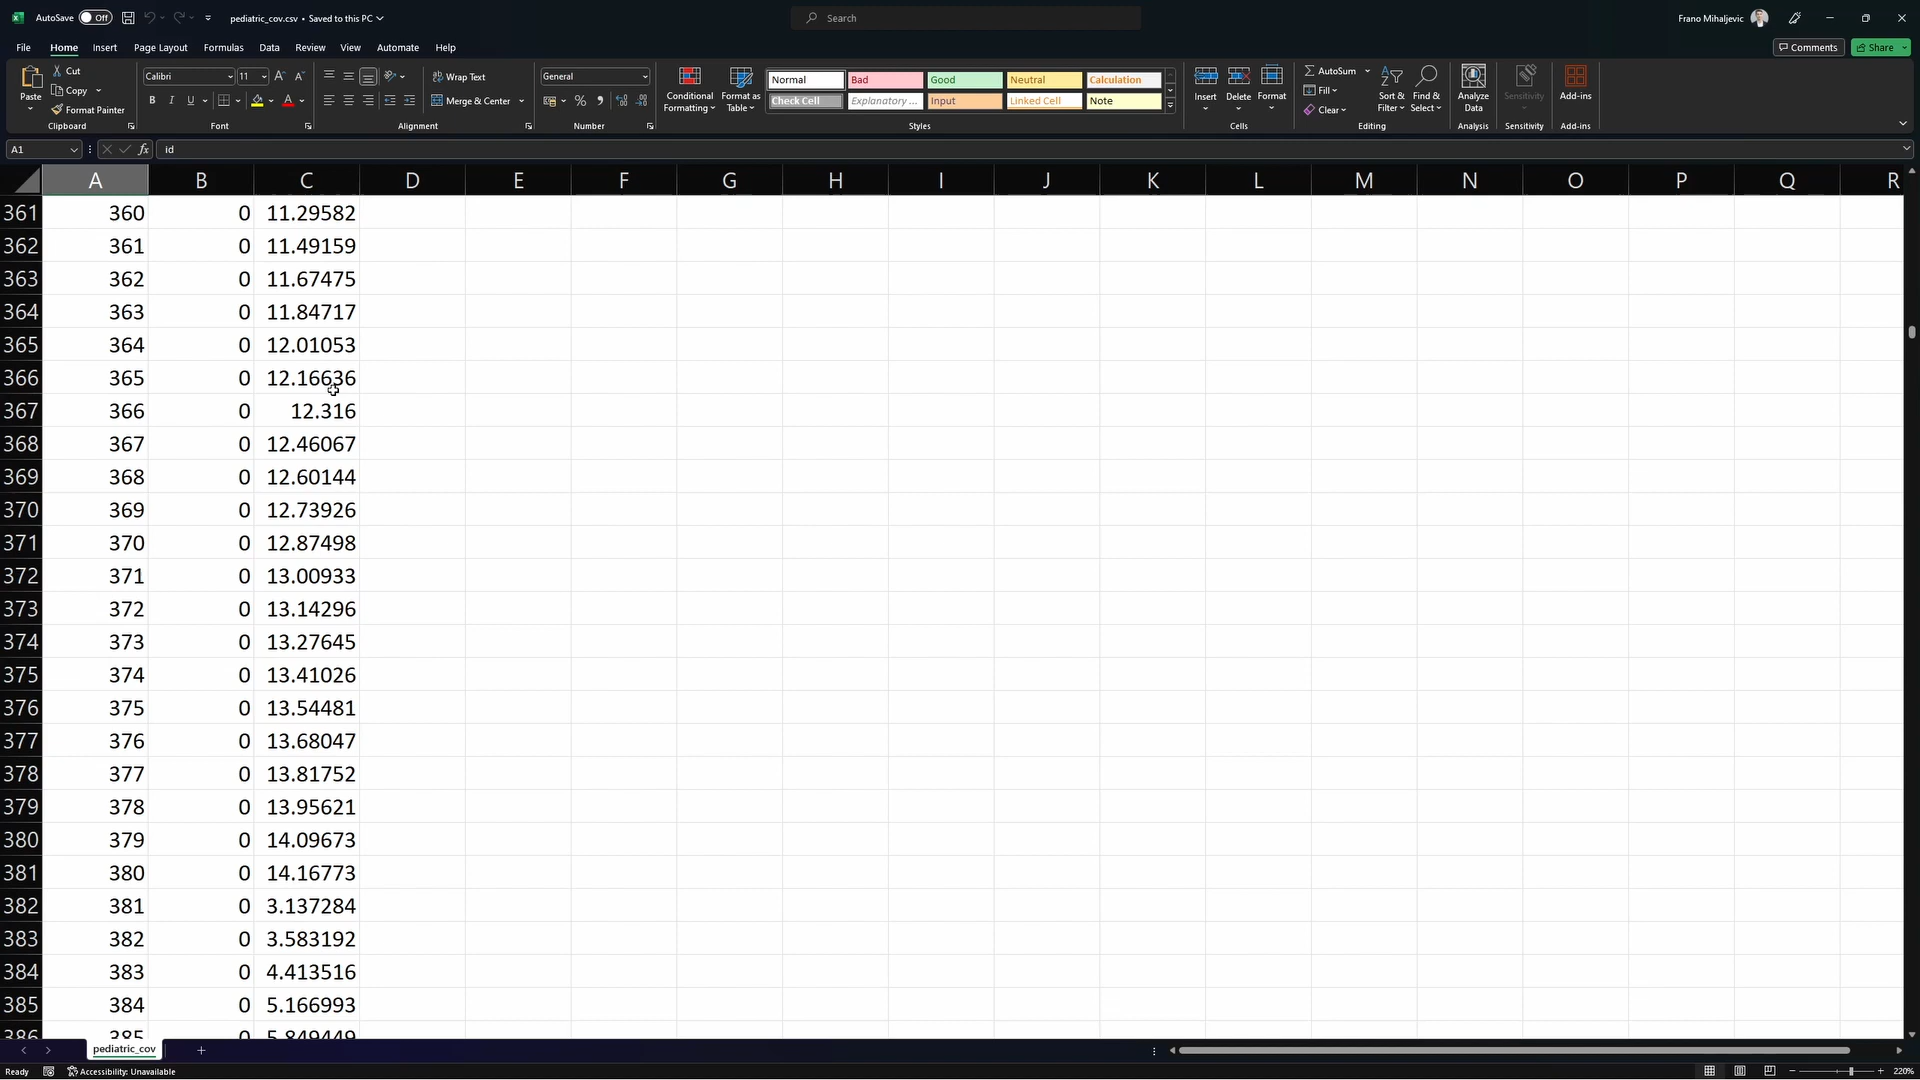 AutoSave Off pediatric_cov.csv • Saved to this PC Search Frano Mihaljevic
File Home Insert Page Layout Formulas Data Review View Automate Help Comments Share
Paste Cut Copy Format Painter Clipboard
Calibri 11 B I U A Font
Wrap Text Merge & Center Alignment
General % Number
Conditional Formatting Format as Table
Normal Bad Good Neutral Calculation
Check Cell Explanatory ... Input Linked Cell Note
Styles
Insert Delete Format Cells
AutoSum Fill Clear Sort & Filter Find & Select Editing
Analyze Data Analysis
Sensitivity Sensitivity
Add-ins Add-ins
A1 fx id
A B C D E F G H I J K L M N O P Q R
361 360 0 11.29582
362 361 0 11.49159
363 362 0 11.67475
364 363 0 11.84717
365 364 0 12.01053
366 365 0 12.16636
367 366 0 12.316
368 367 0 12.46067
369 368 0 12.60144
370 369 0 12.73926
371 370 0 12.87498
372 371 0 13.00933
373 372 0 13.14296
374 373 0 13.27645
375 374 0 13.41026
376 375 0 13.54481
377 376 0 13.68047
378 377 0 13.81752
379 378 0 13.95621
380 379 0 14.09673
381 380 0 14.16773
382 381 0 3.137284
383 382 0 3.583192
384 383 0 4.413516
385 384 0 5.166993
386 385 0 5.849449
pediatric_cov
Ready Accessibility: Unavailable 220%